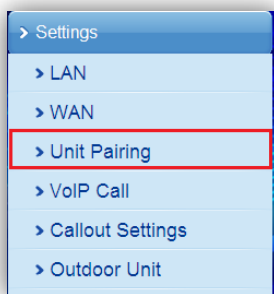 Settings
LAN
WAN
Unit Pairing
VoIP Call
Callout Settings
Outdoor Unit